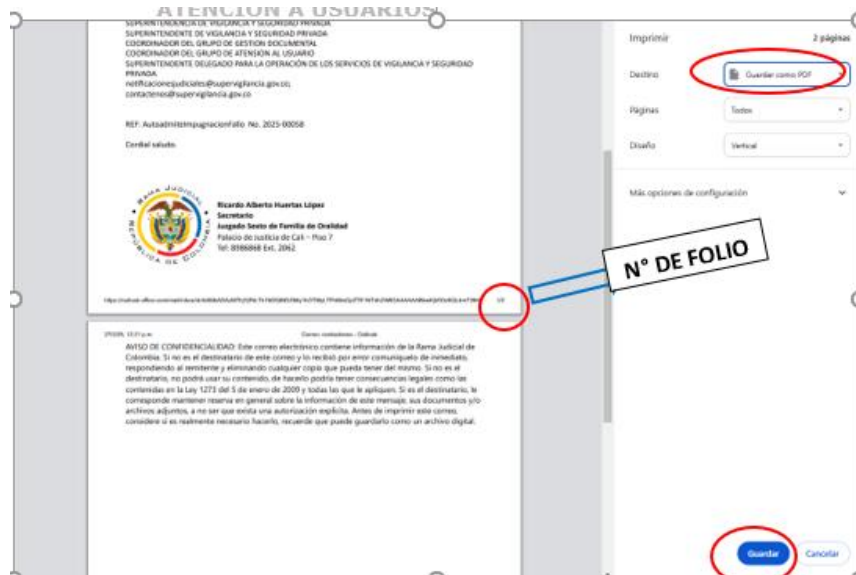 ATENCION A USUARIOS
SUPERINTENDENCIA DE VIGILANCIA Y SEGURIDAD PRIVADA
SUPERINTENDENTE DE VIGILANCIA Y SEGURIDAD PRIVADA
COORDINADOR DEL GRUPO DE GESTION DOCUMENTAL
COORDINADOR DEL GRUPO DE ATENSION AL USUARIO
SUPERINTENDENTE DELEGADO PARA LA OPERACIÓN DE LOS SERVICIOS DE VIGILANCIA Y SEGURIDAD
PRIVADA
notificacionesjudiciales@supervigilancia.gov.co;
contactenos@supervigilancia.gov.co
REF: AutoadmiteImpugnacionfallo No. 2025-00058
Cordial saludo.
RAMA JUDICIAL
REPUBLICA DE COLOMBIA
Ricardo Alberto Huertas López
Secretario
Juzgado Sexto de Familia de Oralidad
Palacio de Justicia de Cali – Piso 7
Tel: 8986868 Ext. 2062
Correo: contactenos - Outlook
AVISO DE CONFIDENCIALIDAD: Este correo electrónico contiene información de la Rama Judicial de
Colombia. Si no es el destinatario de este correo y lo recibió por error comuníquelo de inmediato,
respondiendo al remitente y eliminando cualquier copia que pueda tener del mismo. Si no es el
destinatario, no podrá usar su contenido, de hacerlo podría tener consecuencias legales como las
contenidas en la Ley 1273 del 5 de enero de 2009 y todas las que le apliquen. Si es el destinatario, le
corresponde mantener reserva en general sobre la información de este mensaje, sus documentos y/o
archivos adjuntos, a no ser que exista una autorización explícita. Antes de imprimir este correo,
considere si es realmente necesario hacerlo, recuerde que puede guardarlo como un archivo digital.
Imprimir 2 páginas
Destino Guardar como PDF
Páginas Todos
Diseño Vertical
Más opciones de configuración
N° DE FOLIO
Guardar Cancelar